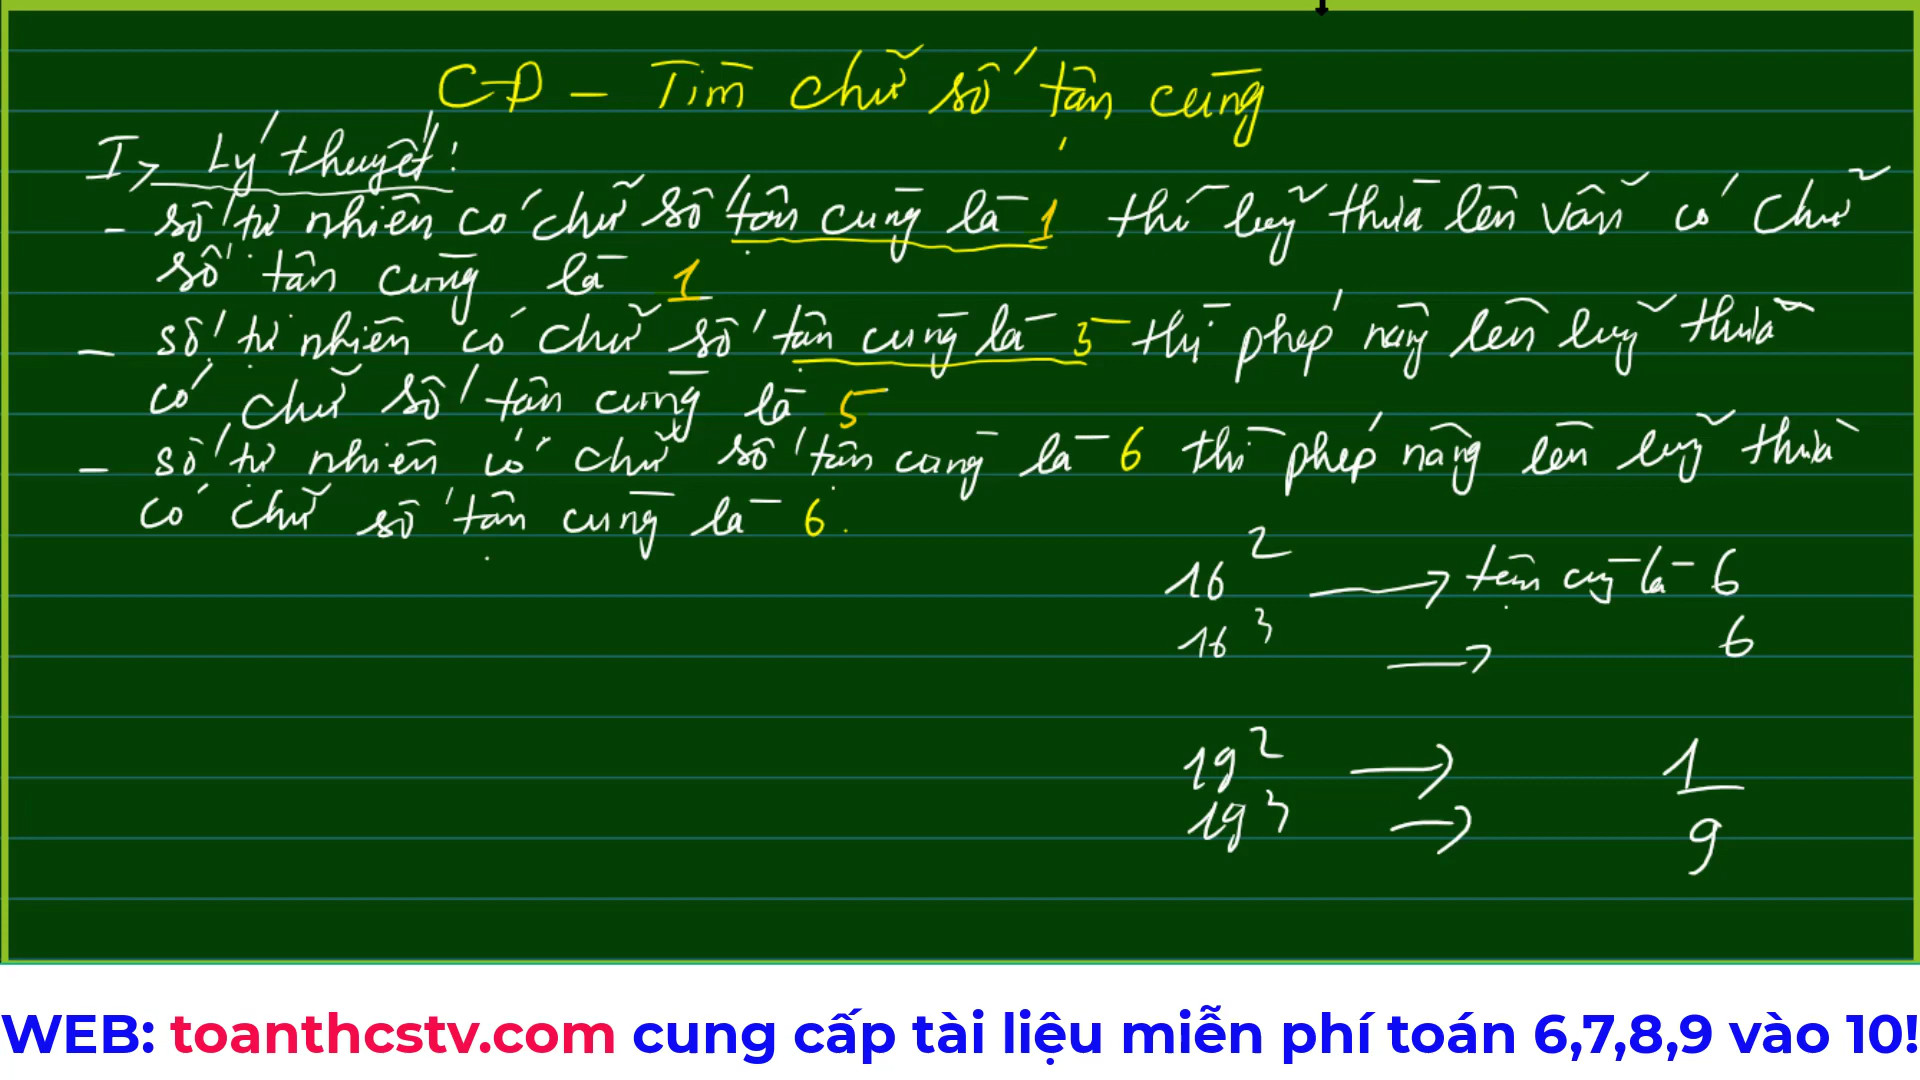 CĐ - Tìm chữ số tận cùng
I> Lý thuyết:
- số tự nhiên có chữ số tận cùng là 1 thì luỹ thừa lên vẫn có chữ
số tận cùng là 1
- số tự nhiên có chữ số tận cùng là 5 thì phép nâng lên luỹ thừa
có chữ số tận cùng là 5
- số tự nhiên có chữ số tận cùng là 6 thì phép nâng lên luỹ thừa
có chữ số tận cùng là 6.
16² → tận cùng là 6
16³ → 6
19² → 1
19³ → 9
WEB: toanthcstv.com cung cấp tài liệu miễn phí toán 6,7,8,9 vào 10!